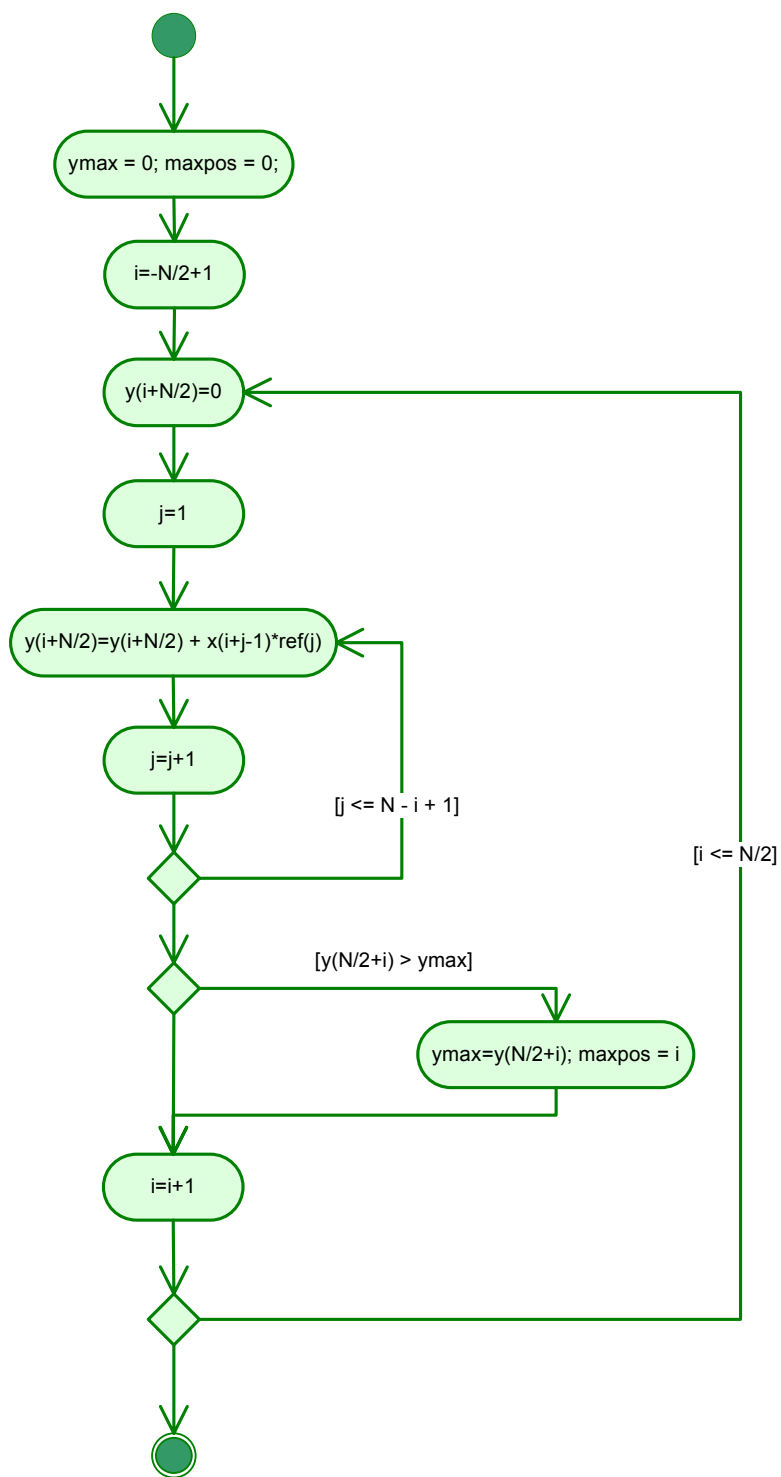 ymax = 0; maxpos = 0;
i=-N/2+1
y(i+N/2)=0
j=1
y(i+N/2)=y(i+N/2) + x(i+j-1)*ref(j)
j=j+1
[j <= N - i + 1]
[i <= N/2]
[y(N/2+i) > ymax]
ymax=y(N/2+i); maxpos = i
i=i+1